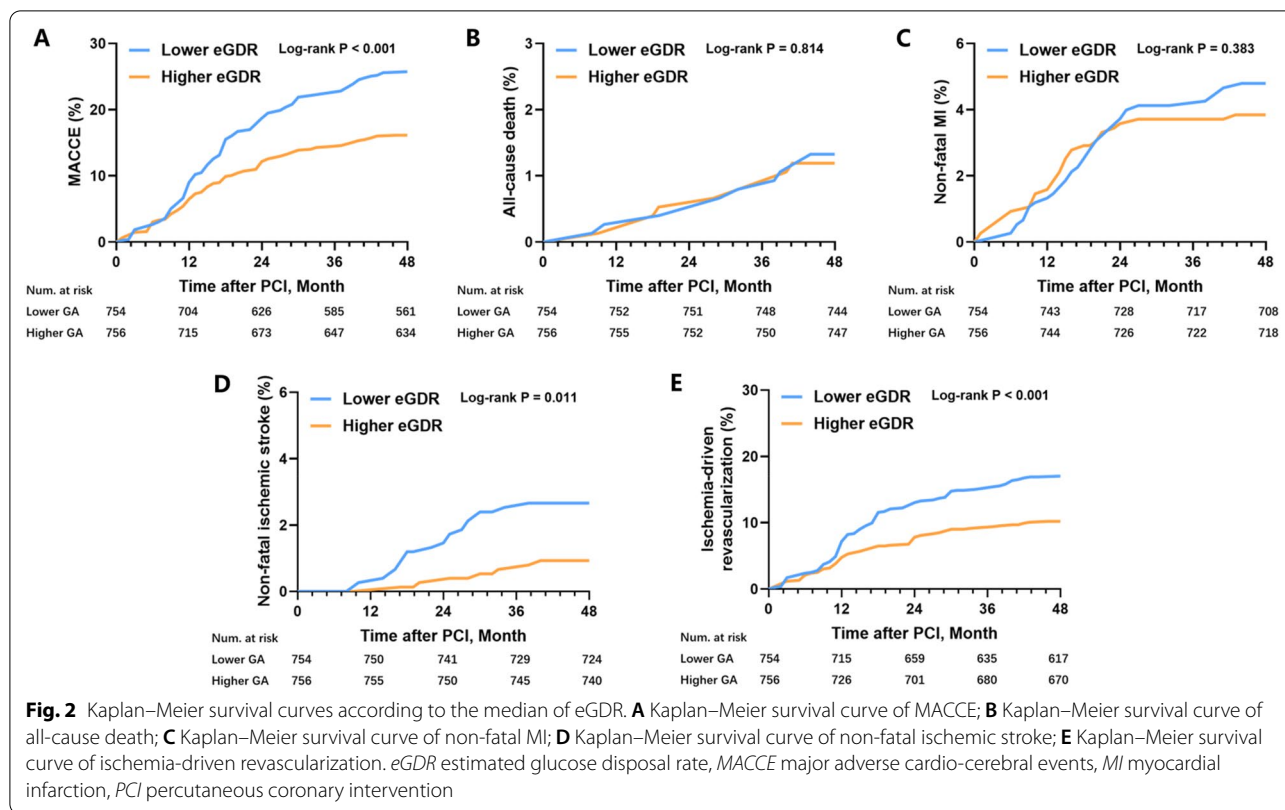 A
Lower eGDR
Higher eGDR
Log-rank P < 0.001
MACCE (%)
30
20
10
0
0 12 24 36 48
Time after PCI, Month
Num. at risk
Lower GA 754 704 626 585 561
Higher GA 756 715 673 647 634
B
Lower eGDR
Higher eGDR
Log-rank P = 0.814
All-cause death (%)
3
2
1
0
0 12 24 36 48
Time after PCI, Month
Num. at risk
Lower GA 754 752 751 748 744
Higher GA 756 755 752 750 747
C
Lower eGDR
Higher eGDR
Log-rank P = 0.383
Non-fatal MI (%)
6
4
2
0
0 12 24 36 48
Time after PCI, Month
Num. at risk
Lower GA 754 743 728 717 708
Higher GA 756 744 726 722 718
D
Lower eGDR
Higher eGDR
Log-rank P = 0.011
Non-fatal ischemic stroke (%)
6
4
2
0
0 12 24 36 48
Time after PCI, Month
Num. at risk
Lower GA 754 750 741 729 724
Higher GA 756 755 750 745 740
E
Lower eGDR
Higher eGDR
Log-rank P < 0.001
Ischemia-driven
revascularization (%)
30
20
10
0
0 12 24 36 48
Time after PCI, Month
Num. at risk
Lower GA 754 715 659 635 617
Higher GA 756 726 701 680 670
Fig. 2 Kaplan–Meier survival curves according to the median of eGDR. A Kaplan–Meier survival curve of MACCE; B Kaplan–Meier survival curve of
all-cause death; C Kaplan–Meier survival curve of non-fatal MI; D Kaplan–Meier survival curve of non-fatal ischemic stroke; E Kaplan–Meier survival
curve of ischemia-driven revascularization. eGDR estimated glucose disposal rate, MACCE major adverse cardio-cerebral events, MI myocardial
infarction, PCI percutaneous coronary intervention